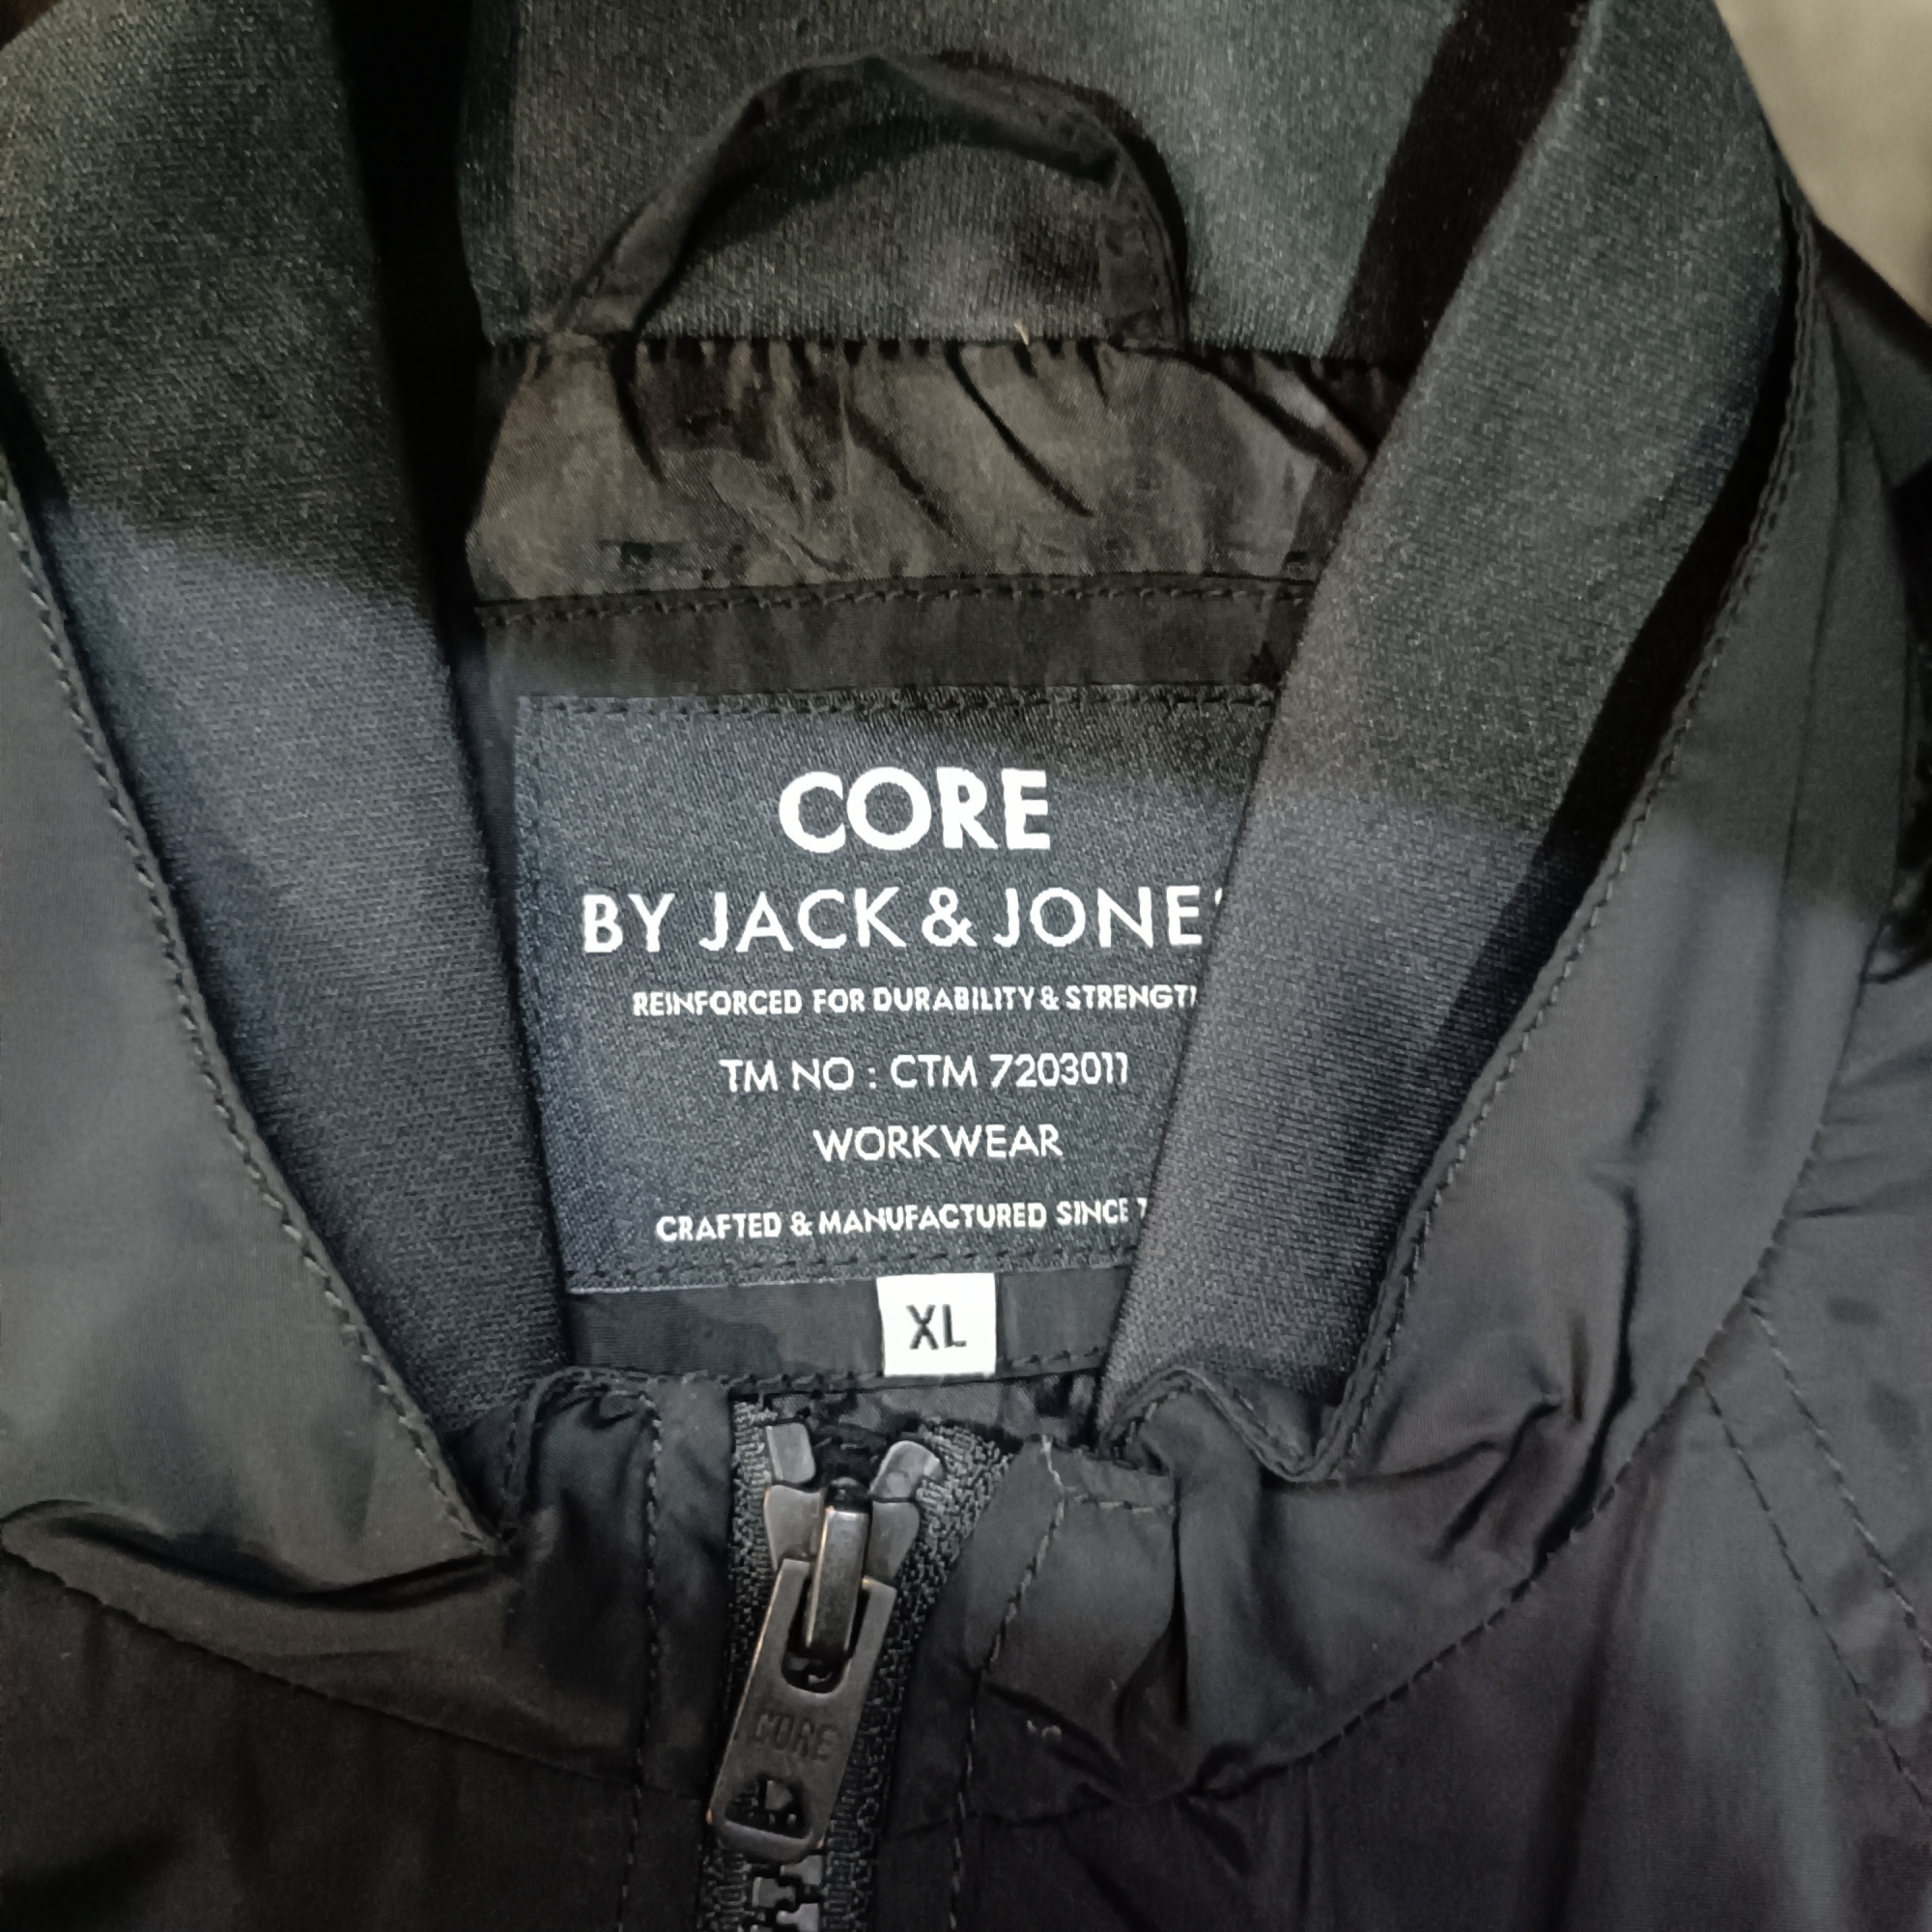 CORE
BY JACK & JONES
REINFORCED FOR DURABILITY & STRENGTH
TM NO : CTM 7203011
WORKWEAR
CRAFTED & MANUFACTURED SINCE
XL
CORE